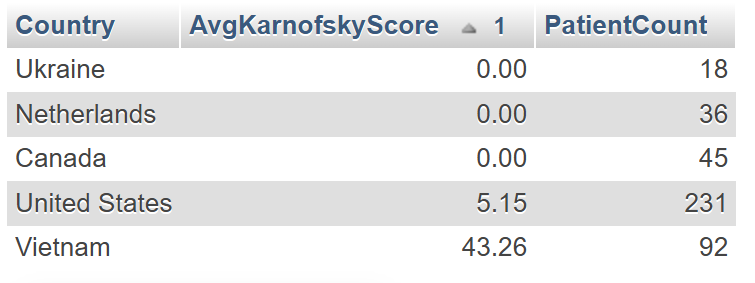 Country AvgKarnofskyScore 1 PatientCount
Ukraine 0.00 18
Netherlands 0.00 36
Canada 0.00 45
United States 5.15 231
Vietnam 43.26 92